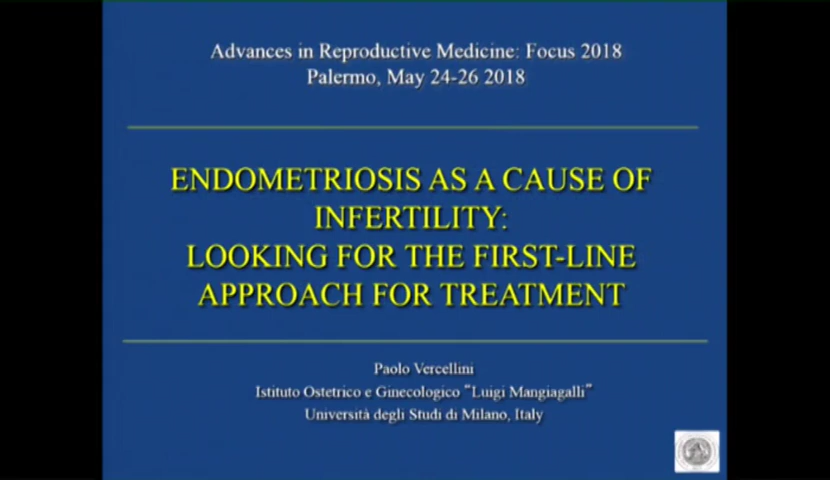 Advances in Reproductive Medicine: Focus 2018
Palermo, May 24-26 2018
ENDOMETRIOSIS AS A CAUSE OF
INFERTILITY:
LOOKING FOR THE FIRST-LINE
APPROACH FOR TREATMENT
Paolo Vercellini
Istituto Ostetrico e Ginecologico "Luigi Mangiagalli"
Università degli Studi di Milano, Italy